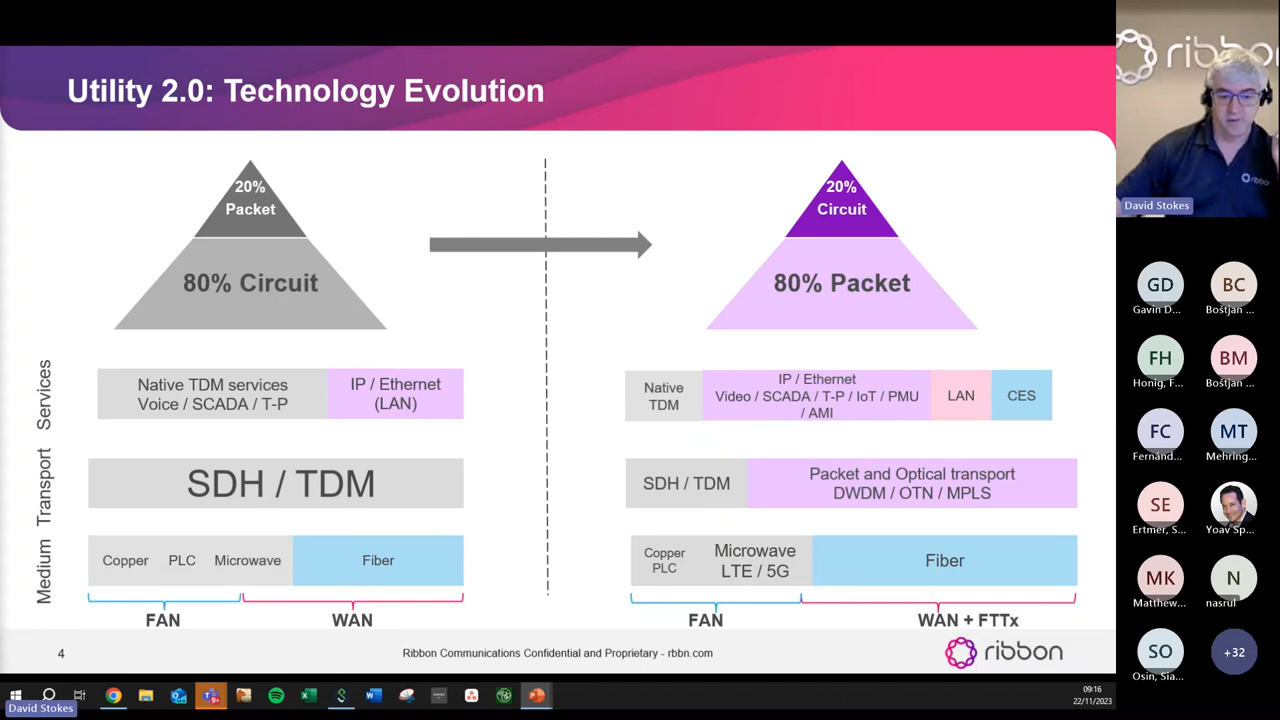 ribbon
Utility 2.0: Technology Evolution
ribbon
David Stokes
20%
Packet
80% Circuit
20%
Circuit
80% Packet
Services
Native TDM services
Voice / SCADA / T-P
IP / Ethernet
(LAN)
Native
TDM
IP / Ethernet
Video / SCADA / T-P / IoT / PMU
/ AMI
LAN
CES
Transport
SDH / TDM
SDH / TDM
Packet and Optical transport
DWDM / OTN / MPLS
Medium
Copper
PLC
Microwave
Fiber
Copper
PLC
Microwave
LTE / 5G
Fiber
FAN
WAN
FAN
WAN + FTTx
4
Ribbon Communications Confidential and Proprietary - rbbn.com
ribbon
GD
Gavin D...
BC
Boštjan ...
FH
Honig, F...
BM
Boštjan ...
FC
Fernánd...
MT
Mehring...
SE
Ertmer, S...
Yoav Sp...
MK
Matthew...
N
nasrul
SO
Osin, Sia...
+32
David Stokes
09:16
22/11/2023